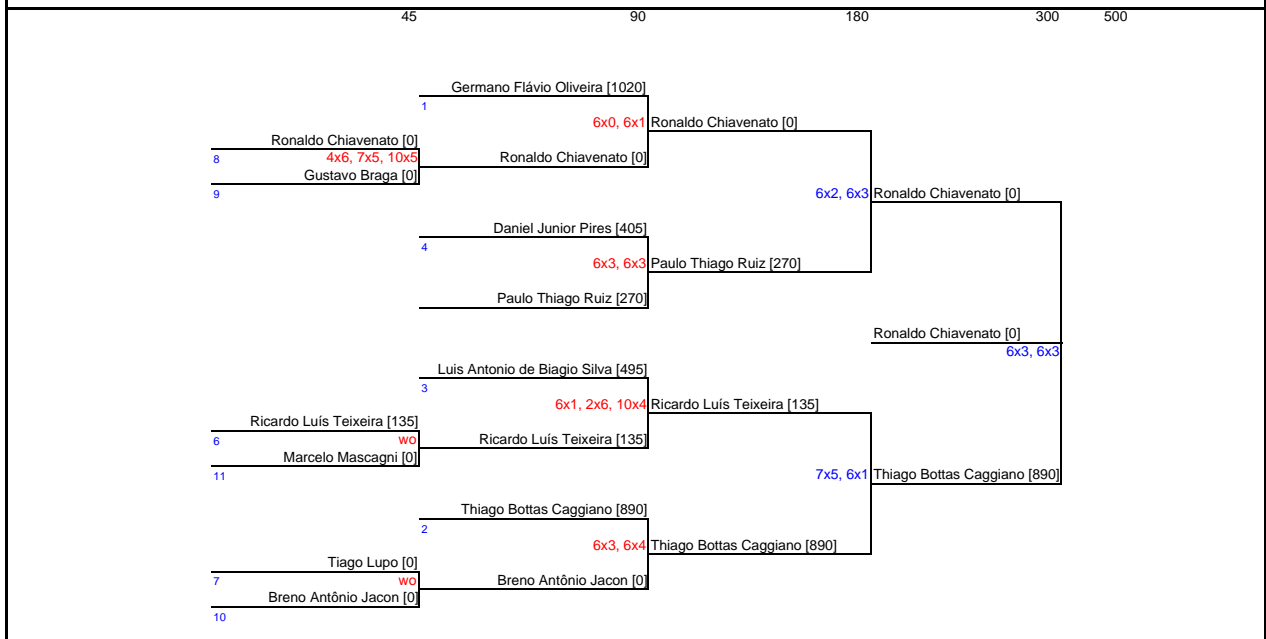 45 90 180 300 500
Germano Flávio Oliveira [1020]
1
6x0, 6x1 Ronaldo Chiavenato [0]
Ronaldo Chiavenato [0]
8 4x6, 7x5, 10x5 Ronaldo Chiavenato [0]
Gustavo Braga [0]
9
6x2, 6x3 Ronaldo Chiavenato [0]
Daniel Junior Pires [405]
4
6x3, 6x3 Paulo Thiago Ruiz [270]
Paulo Thiago Ruiz [270]
Ronaldo Chiavenato [0]
6x3, 6x3
Luis Antonio de Biagio Silva [495]
3
6x1, 2x6, 10x4 Ricardo Luís Teixeira [135]
Ricardo Luís Teixeira [135]
6 wo Ricardo Luís Teixeira [135]
Marcelo Mascagni [0]
11
7x5, 6x1 Thiago Bottas Caggiano [890]
Thiago Bottas Caggiano [890]
2
6x3, 6x4 Thiago Bottas Caggiano [890]
Tiago Lupo [0]
7 wo Breno Antônio Jacon [0]
Breno Antônio Jacon [0]
10